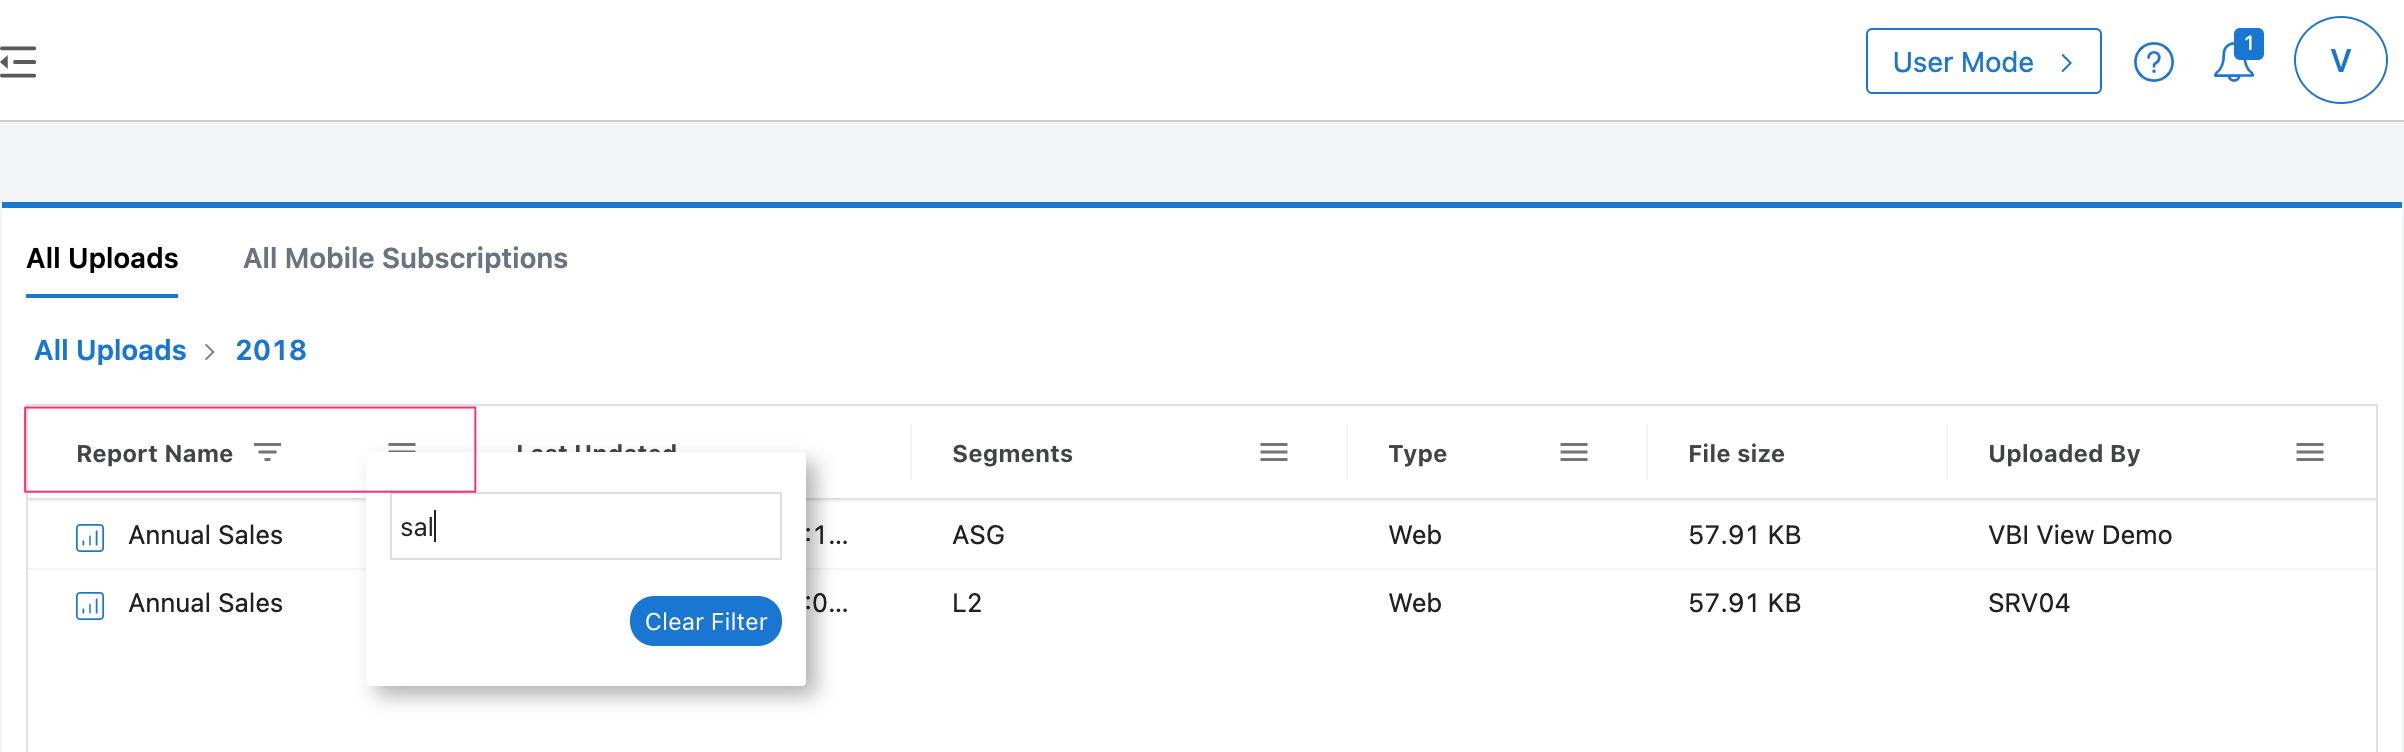 User Mode
1
V
All Uploads All Mobile Subscriptions
All Uploads > 2018
Report Name Last Updated Segments Type File size Uploaded By
Annual Sales :1... ASG Web 57.91 KB VBI View Demo
sal
Annual Sales :0... L2 Web 57.91 KB SRV04
Clear Filter